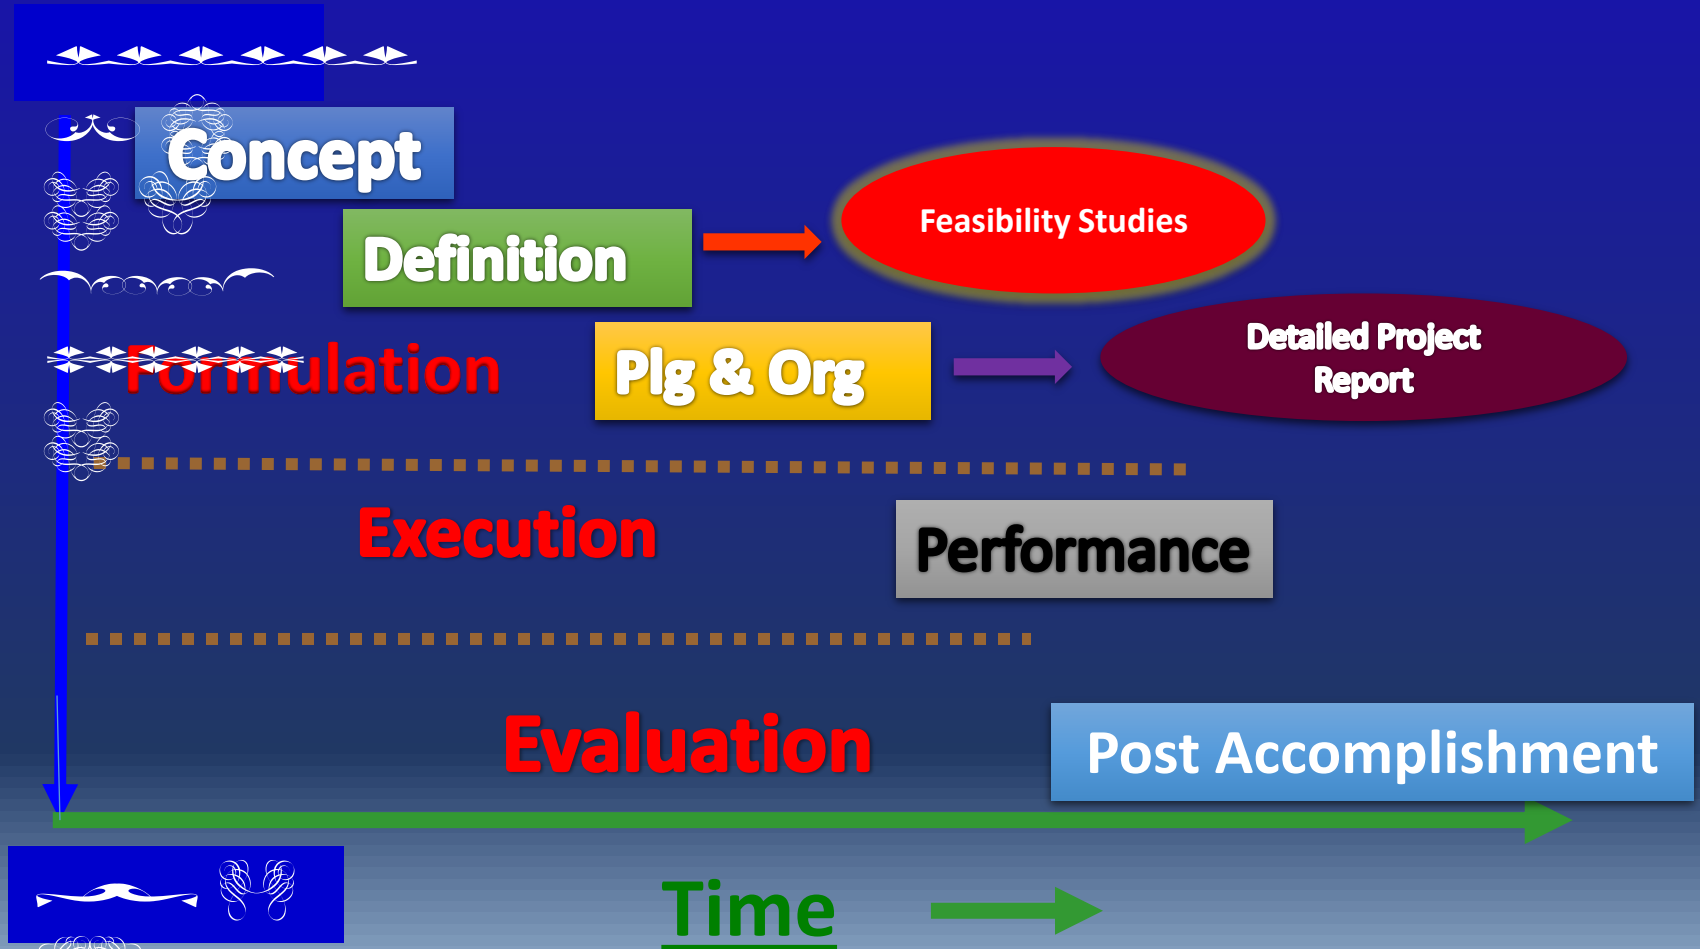 Concept
Definition
Feasibility Studies
Formulation
Plg & Org
Detailed Project
Report
Execution
Performance
Evaluation
Post Accomplishment
Time